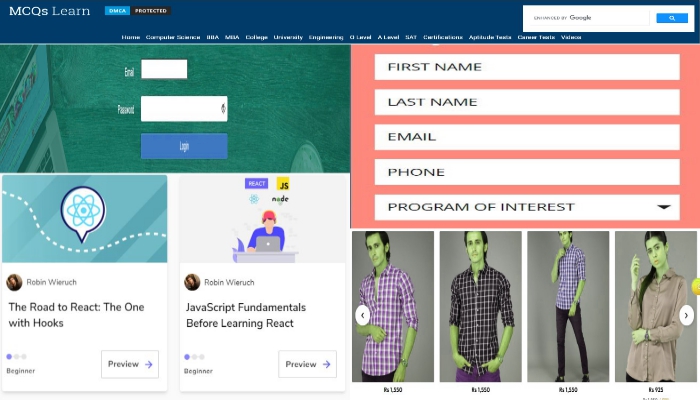 MCQs Learn
DMCA PROTECTED
ENHANCED BY Google
Home Computer Science BBA MBA College University Engineering O Level A Level SAT Certifications Aptitude Tests Career Tests Videos
Email
Password
Login
FIRST NAME
LAST NAME
EMAIL
PHONE
PROGRAM OF INTEREST
Robin Wieruch
The Road to React: The One
with Hooks
Beginner
Preview
REACT
JS
node
Robin Wieruch
JavaScript Fundamentals
Before Learning React
Beginner
Preview
Rs 1,550
Rs 1,550
Rs 1,550
Rs 925